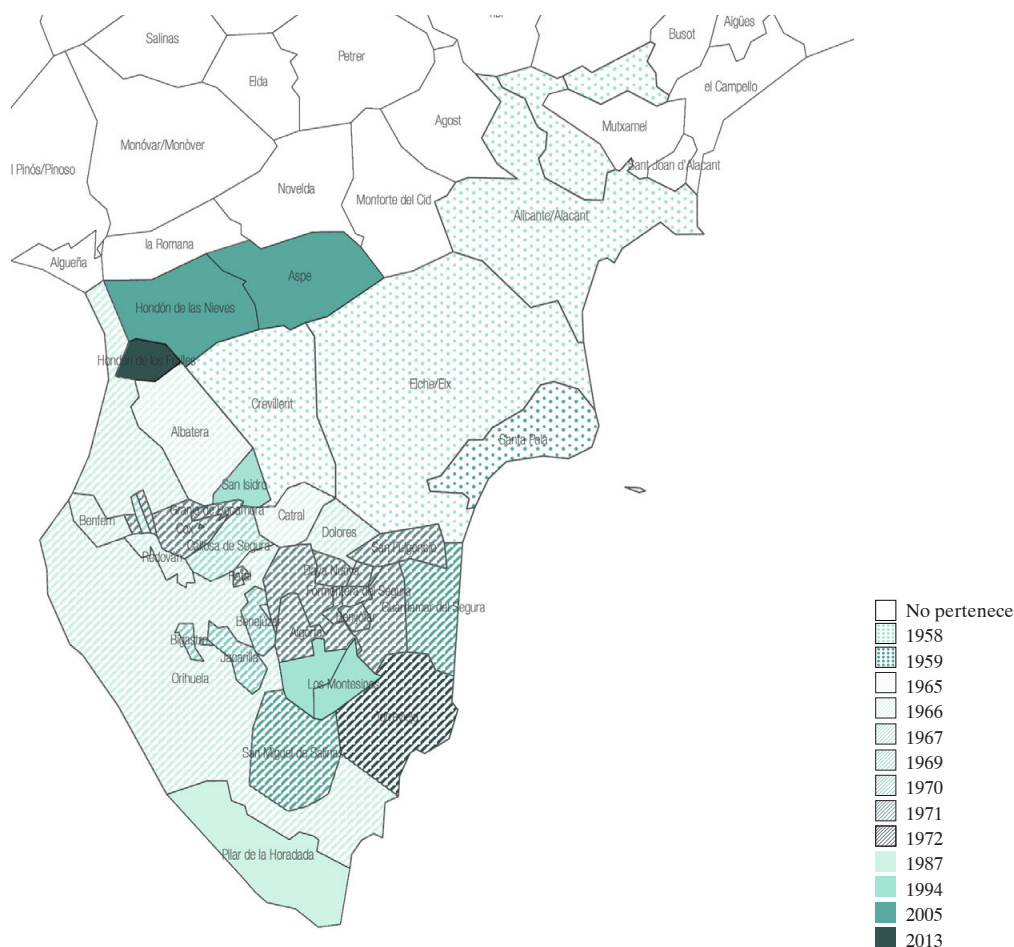 Salinas
Petrer
Busot
Aigües
Elda
el Campello
Agost
Mutxamel
Monóvar/Monòver
l Pinós/Pinoso
Sant Joan d'Alacant
Novelda
Monforte del Cid
Alicante/Alacant
la Romana
Algueña
Aspe
Hondón de las Nieves
Hondón de los Frailes
Elche/Elx
Crevillent
Albatera
Santa Pola
San Isidro
Granja de Rocamora
Catral
Benferri
Cox
Dolores
Callosa de Segura
San Fulgencio
Redován
Daya Nueva
Rafal
Formentera del Segura
Guardamar del Segura
Benejúzar
Algorfa
Bigastro
Jacarilla
Orihuela
Los Montesinos
Torrevieja
San Miguel de Salinas
Pilar de la Horadada
No pertenece
1958
1959
1965
1966
1967
1969
1970
1971
1972
1987
1994
2005
2013